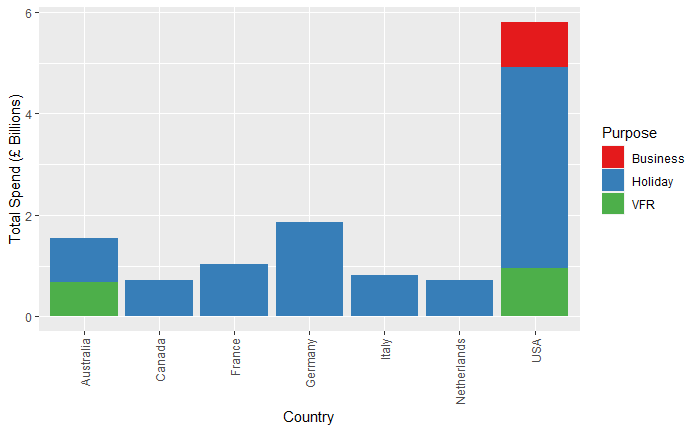 6
4
2
0
Total Spend (£ Billions)
Australia
Canada
France
Germany
Italy
Netherlands
USA
Country
Purpose
Business
Holiday
VFR